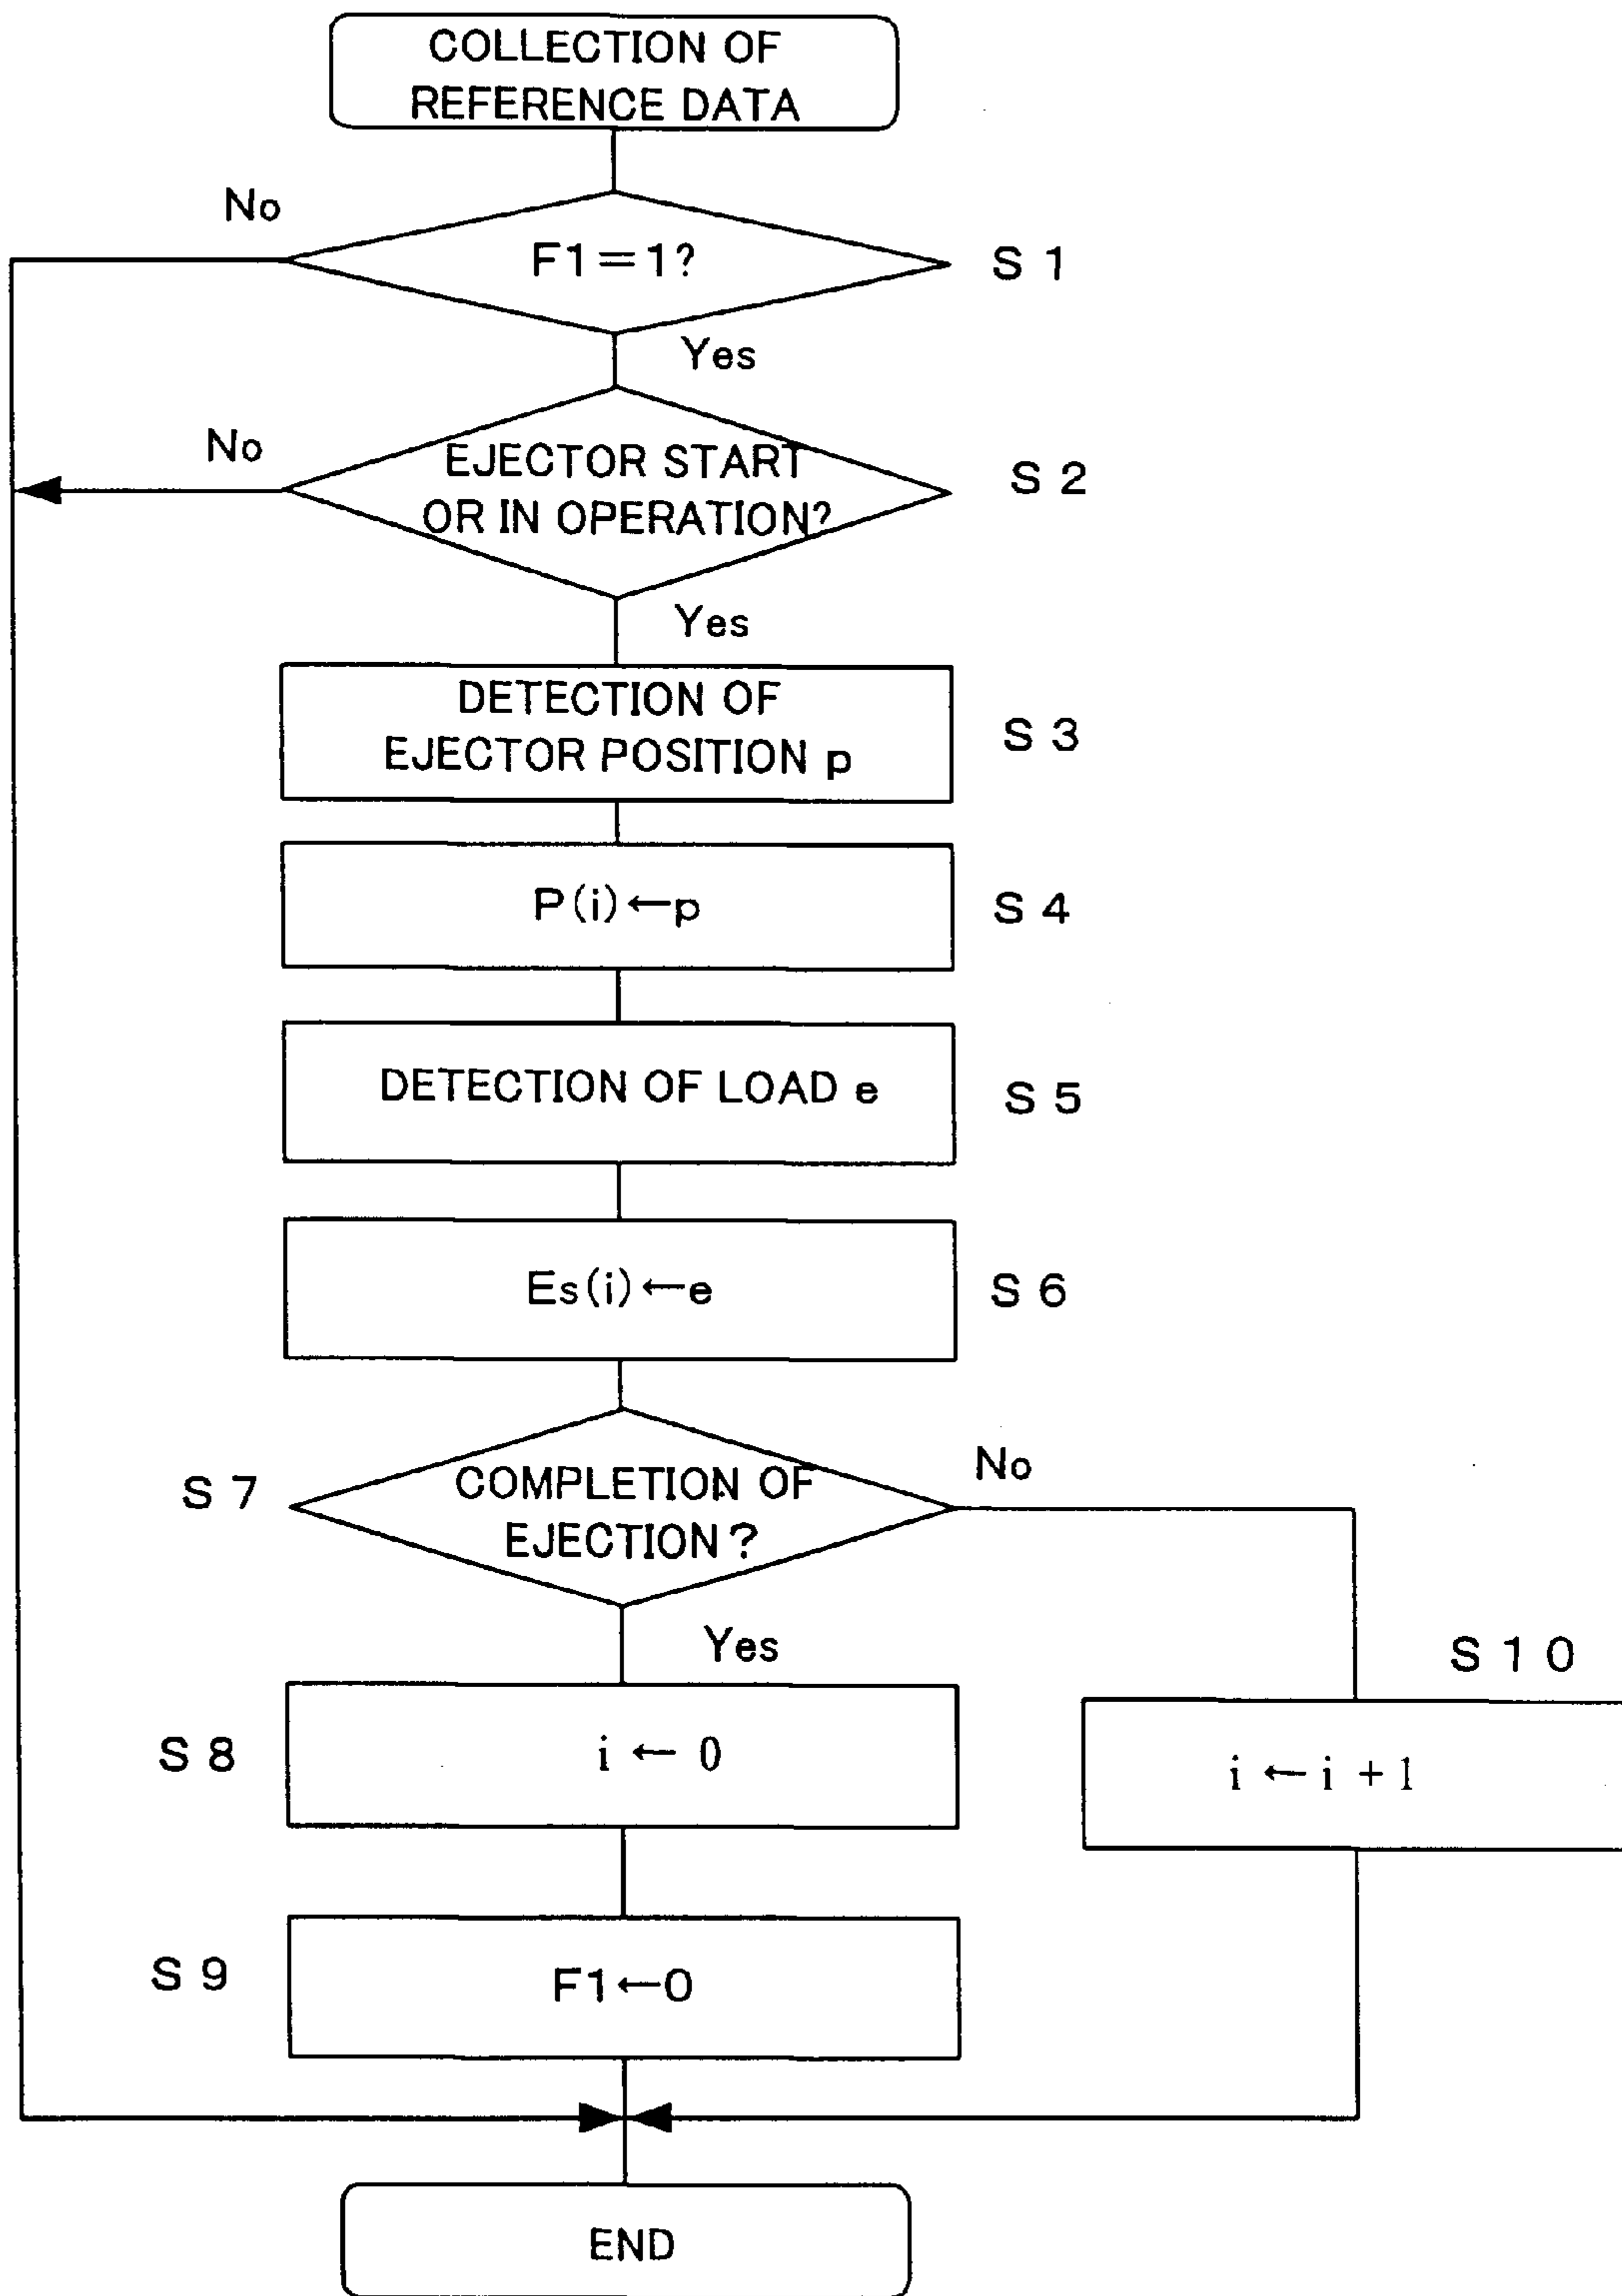 COLLECTION OF
REFERENCE DATA
No
F1=1?
S 1
Yes
No
EJECTOR START
OR IN OPERATION?
S 2
Yes
DETECTION OF
EJECTOR POSITION p
S 3
P(i)←p
S 4
DETECTION OF LOAD e
S 5
Es(i)←e
S 6
S 7
COMPLETION OF
EJECTION?
No
Yes
S 1 0
S 8
i ← 0
i ← i + 1
S 9
F1←0
END